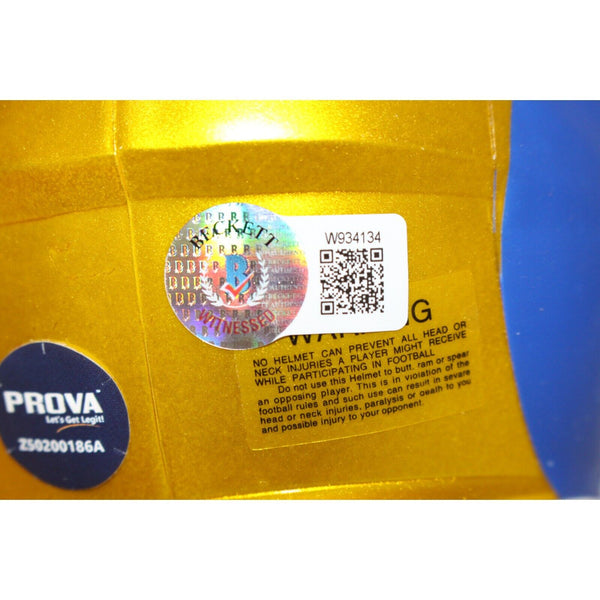 BECKETT
WITNESSED
W934134
NO HELMET CAN PREVENT ALL HEAD OR
NECK INJURIES A PLAYER MIGHT RECEIVE
WHILE PARTICIPATING IN FOOTBALL
Do not use this Helmet to butt, ram or spear
an opposing player. This is in violation of the
football rules and such use can result in severe
head or neck injuries, paralysis or death to you
and possible injury to your opponent.
PROVA
Let's Get Legit!
Z50200186A